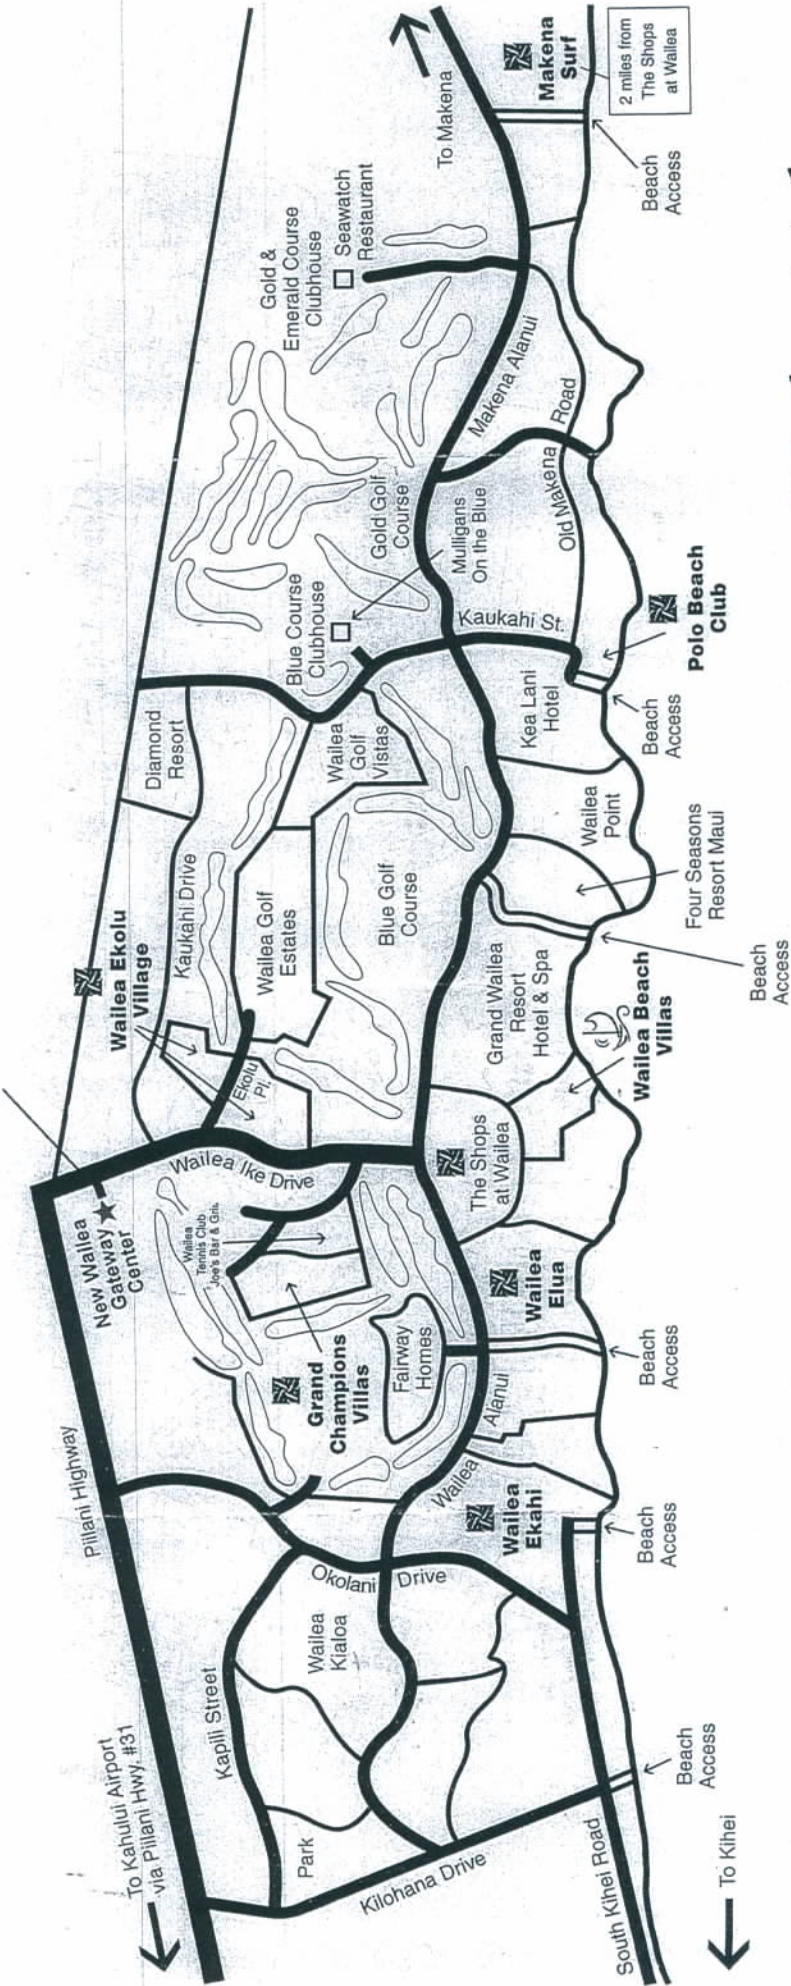 To Kahului Airport
via Piilani Hwy. #31
Piilani Highway
New Wailea
Gateway
Center
Wailea Ekolu
Village
Diamond
Resort
Kaukahi Drive
Kapili Street
Park
Wailea
Kialoa
Okolani Drive
Kilohana Drive
South Kihei Road
To Kihei
Wailea Ike Drive
Wailea
Tennis Club
Joe's Bar & Gril
Grand
Champions
Villas
Fairway
Homes
Ekolu
Pl.
Wailea Golf
Estates
Wailea
Golf
Vistas
Blue Golf
Course
Blue Course
Clubhouse
Gold Golf
Course
Mulligans
On the Blue
Gold &
Emerald Course
Clubhouse
Seawatch
Restaurant
To Makena
Makena Alanui
Old Makena Road
Kaukahi St.
Wailea Alanui
Wailea
Ekahi
Wailea
Elua
The Shops
at Wailea
Grand Wailea
Resort
Hotel & Spa
Wailea Beach
Villas
Four Seasons
Resort Maui
Wailea
Point
Kea Lani
Hotel
Polo Beach
Club
Makena
Surf
2 miles from
The Shops
at Wailea
Beach
Access
Beach
Access
Beach
Access
Beach
Access
Beach
Access
Beach
Access